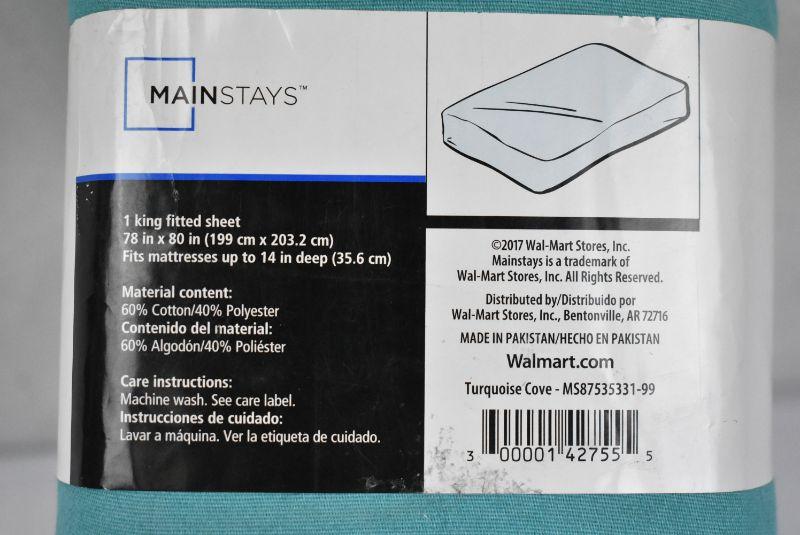 MAINSTAYS™
1 king fitted sheet
78 in x 80 in (199 cm x 203.2 cm)
Fits mattresses up to 14 in deep (35.6 cm)
Material content:
60% Cotton/40% Polyester
Contenido del material:
60% Algodón/40% Poliéster
Care instructions:
Machine wash. See care label.
Instrucciones de cuidado:
Lavar a máquina. Ver la etiqueta de cuidado.
©2017 Wal-Mart Stores, Inc.
Mainstays is a trademark of
Wal-Mart Stores, Inc. All Rights Reserved.
Distributed by/Distribuido por
Wal-Mart Stores, Inc., Bentonville, AR 72716
MADE IN PAKISTAN/HECHO EN PAKISTAN
Walmart.com
Turquoise Cove - MS87535331-99
3 00001 42755 5